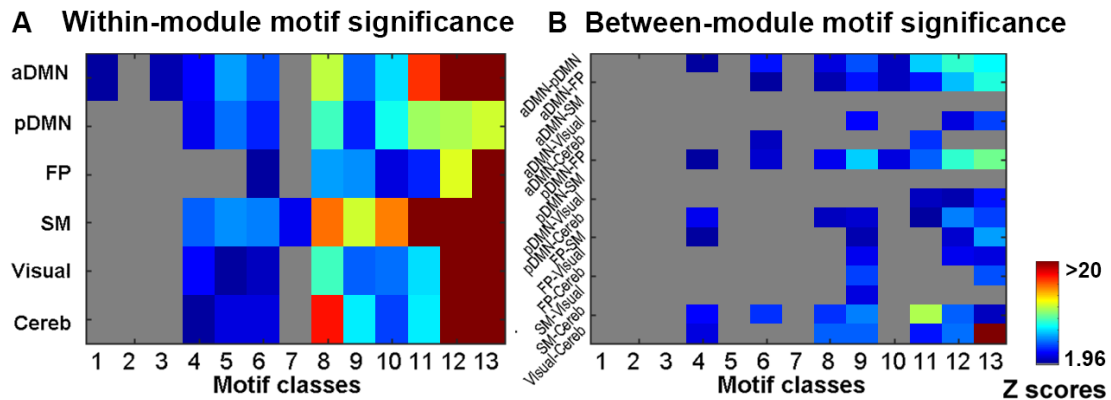 A Within-module motif significance
aDMN
pDMN
FP
SM
Visual
Cereb
1 2 3 4 5 6 7 8 9 10 11 12 13
Motif classes
B Between-module motif significance
aDMN-pDMN
aDMN-FP
aDMN-SM
aDMN-Visual
aDMN-Cereb
pDMN-FP
pDMN-SM
pDMN-Visual
pDMN-Cereb
FP-SM
FP-Visual
FP-Cereb
SM-Visual
SM-Cereb
Visual-Cereb
1 2 3 4 5 6 7 8 9 10 11 12 13
Motif classes
>20
1.96
Z scores